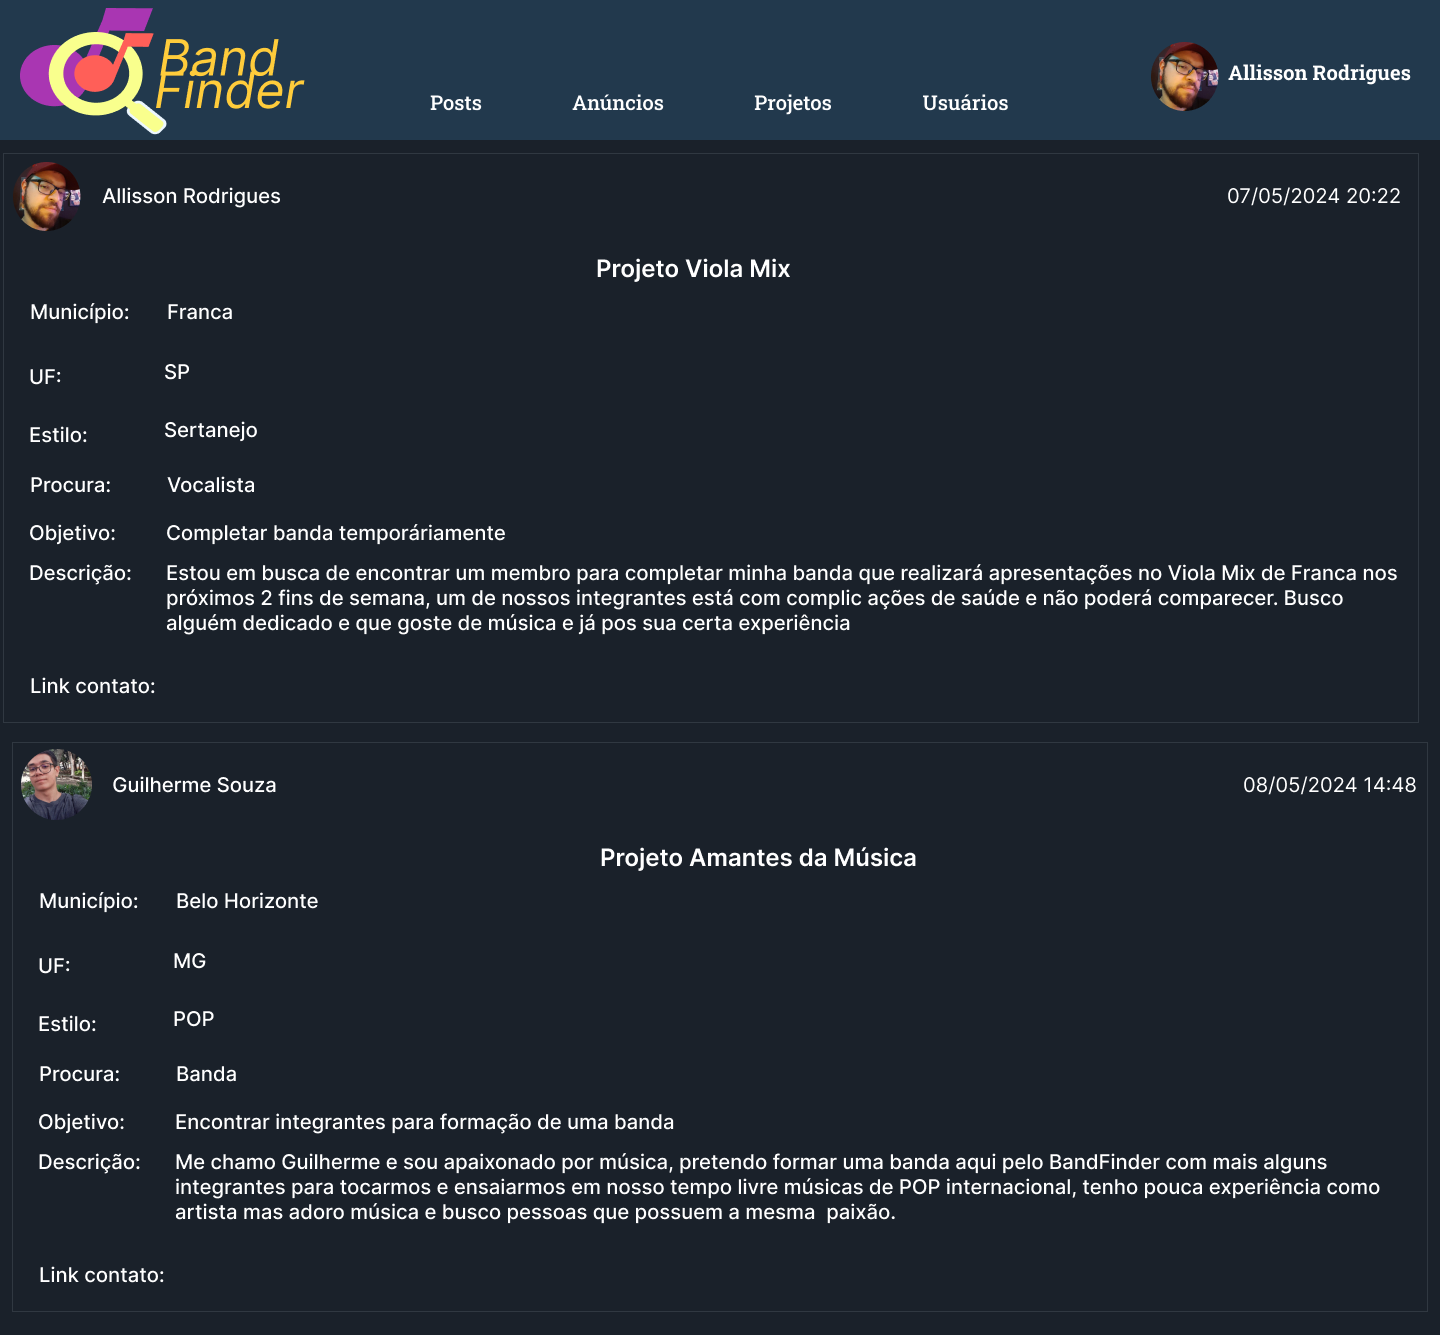 Band
Finder
Posts
Anúncios
Projetos
Usuários
Allisson Rodrigues
Allisson Rodrigues
07/05/2024 20:22
Projeto Viola Mix
Município: Franca
UF: SP
Estilo: Sertanejo
Procura: Vocalista
Objetivo: Completar banda temporáriamente
Descrição: Estou em busca de encontrar um membro para completar minha banda que realizará apresentações no Viola Mix de Franca nos
próximos 2 fins de semana, um de nossos integrantes está com complic ações de saúde e não poderá comparecer. Busco
alguém dedicado e que goste de música e já pos sua certa experiência
Link contato:
Guilherme Souza
08/05/2024 14:48
Projeto Amantes da Música
Município: Belo Horizonte
UF: MG
Estilo: POP
Procura: Banda
Objetivo: Encontrar integrantes para formação de uma banda
Descrição: Me chamo Guilherme e sou apaixonado por música, pretendo formar uma banda aqui pelo BandFinder com mais alguns
integrantes para tocarmos e ensaiarmos em nosso tempo livre músicas de POP internacional, tenho pouca experiência como
artista mas adoro música e busco pessoas que possuem a mesma  paixão.
Link contato: